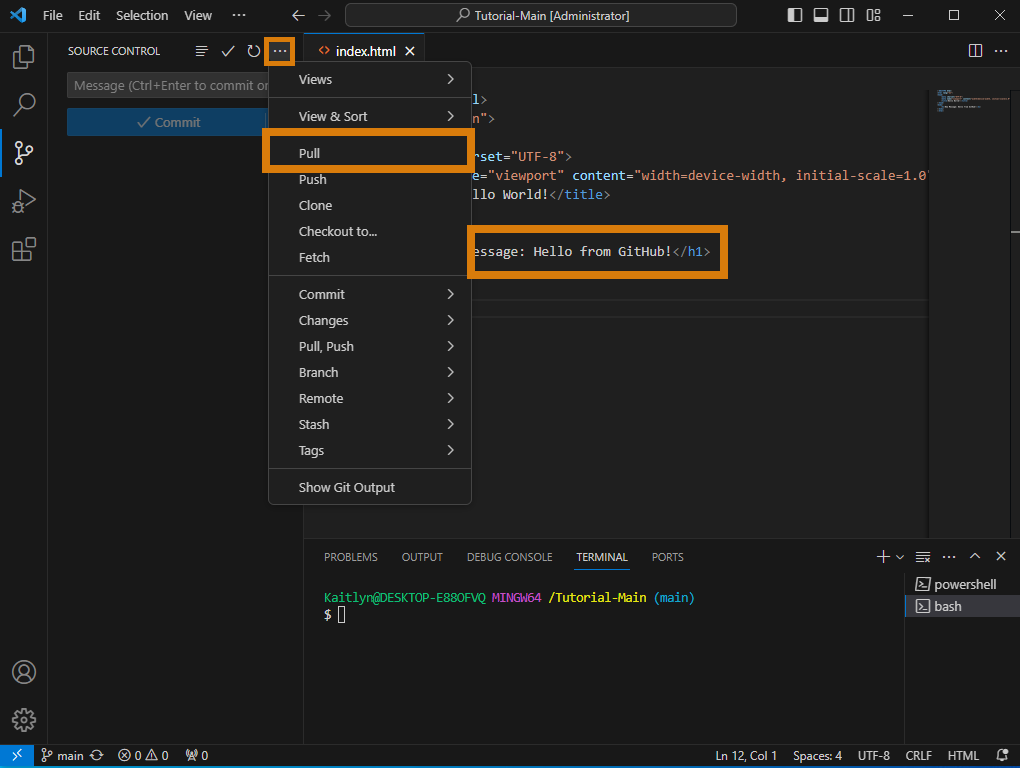 File Edit Selection View ··· Tutorial-Main [Administrator]
SOURCE CONTROL ···
index.html
Message (Ctrl+Enter to commit or
Commit
Views
View & Sort
Pull
Push
Clone
Checkout to...
Fetch
Commit
Changes
Pull, Push
Branch
Remote
Stash
Tags
Show Git Output
l>
n">
rset="UTF-8">
e="viewport" content="width=device-width, initial-scale=1.0
llo World!</title>
essage: Hello from GitHub!</h1>
PROBLEMS OUTPUT DEBUG CONSOLE TERMINAL PORTS
Kaitlyn@DESKTOP-E88OFVQ MINGW64 /Tutorial-Main (main)
$
powershell
bash
main 0 0 0 Ln 12, Col 1 Spaces: 4 UTF-8 CRLF HTML